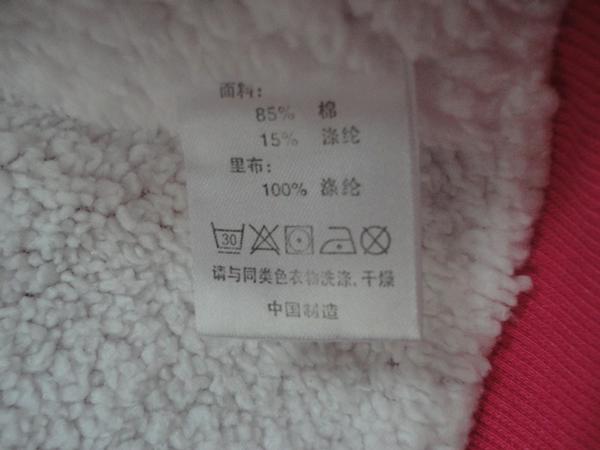 面料:
85% 棉
15% 涤纶
里布:
100% 涤纶
30
请与同类色衣物洗涤,干燥
中国制造